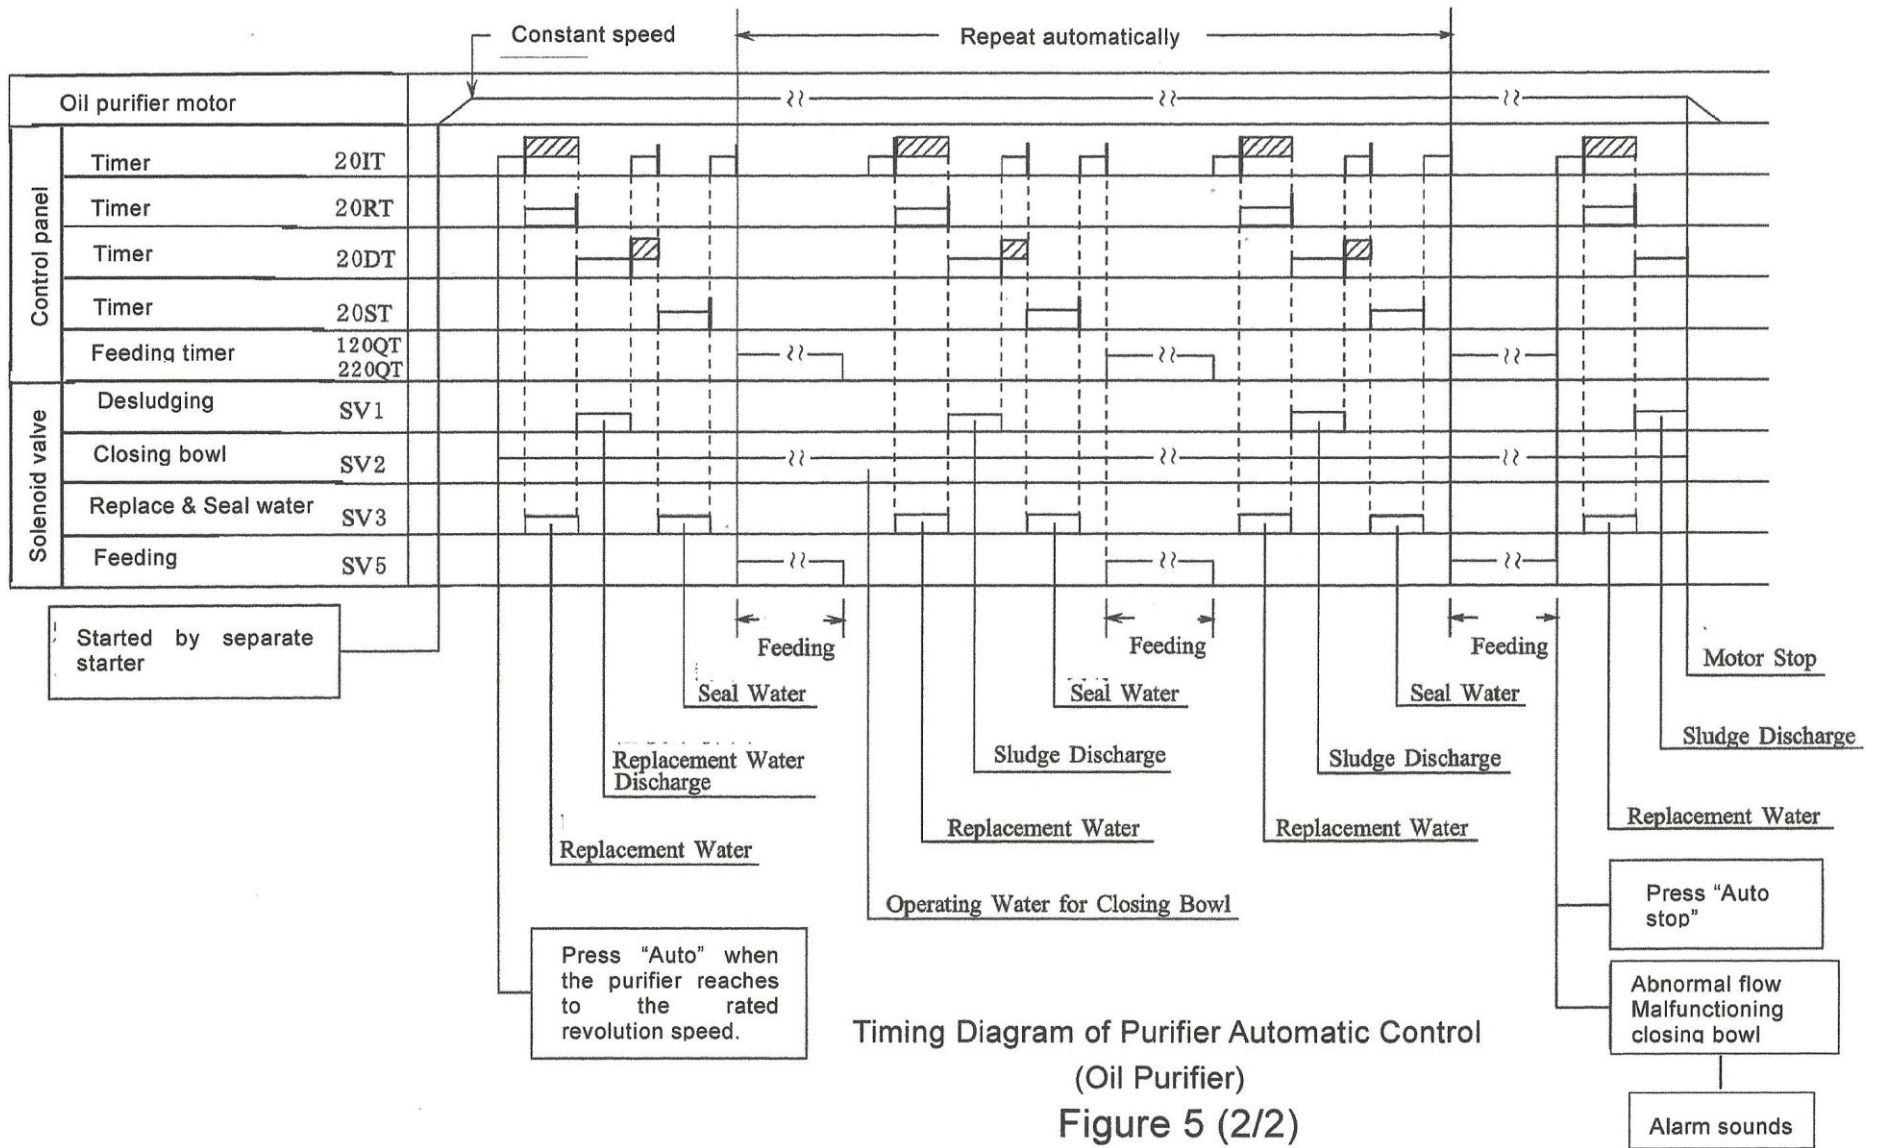 Constant speed
Repeat automatically
Oil purifier motor
Control panel
Timer 20IT
Timer 20RT
Timer 20DT
Timer 20ST
Feeding timer 120QT
220QT
Solenoid valve
Desludging SV1
Closing bowl SV2
Replace & Seal water SV3
Feeding SV5
Started by separate
starter
Feeding
Feeding
Feeding
Motor Stop
Seal Water
Seal Water
Seal Water
Replacement Water
Discharge
Sludge Discharge
Sludge Discharge
Sludge Discharge
Replacement Water
Replacement Water
Replacement Water
Replacement Water
Operating Water for Closing Bowl
Press “Auto” when
the purifier reaches
to the rated
revolution speed.
Press “Auto
stop”
Abnormal flow
Malfunctioning
closing bowl
Alarm sounds
Timing Diagram of Purifier Automatic Control
(Oil Purifier)
Figure 5 (2/2)